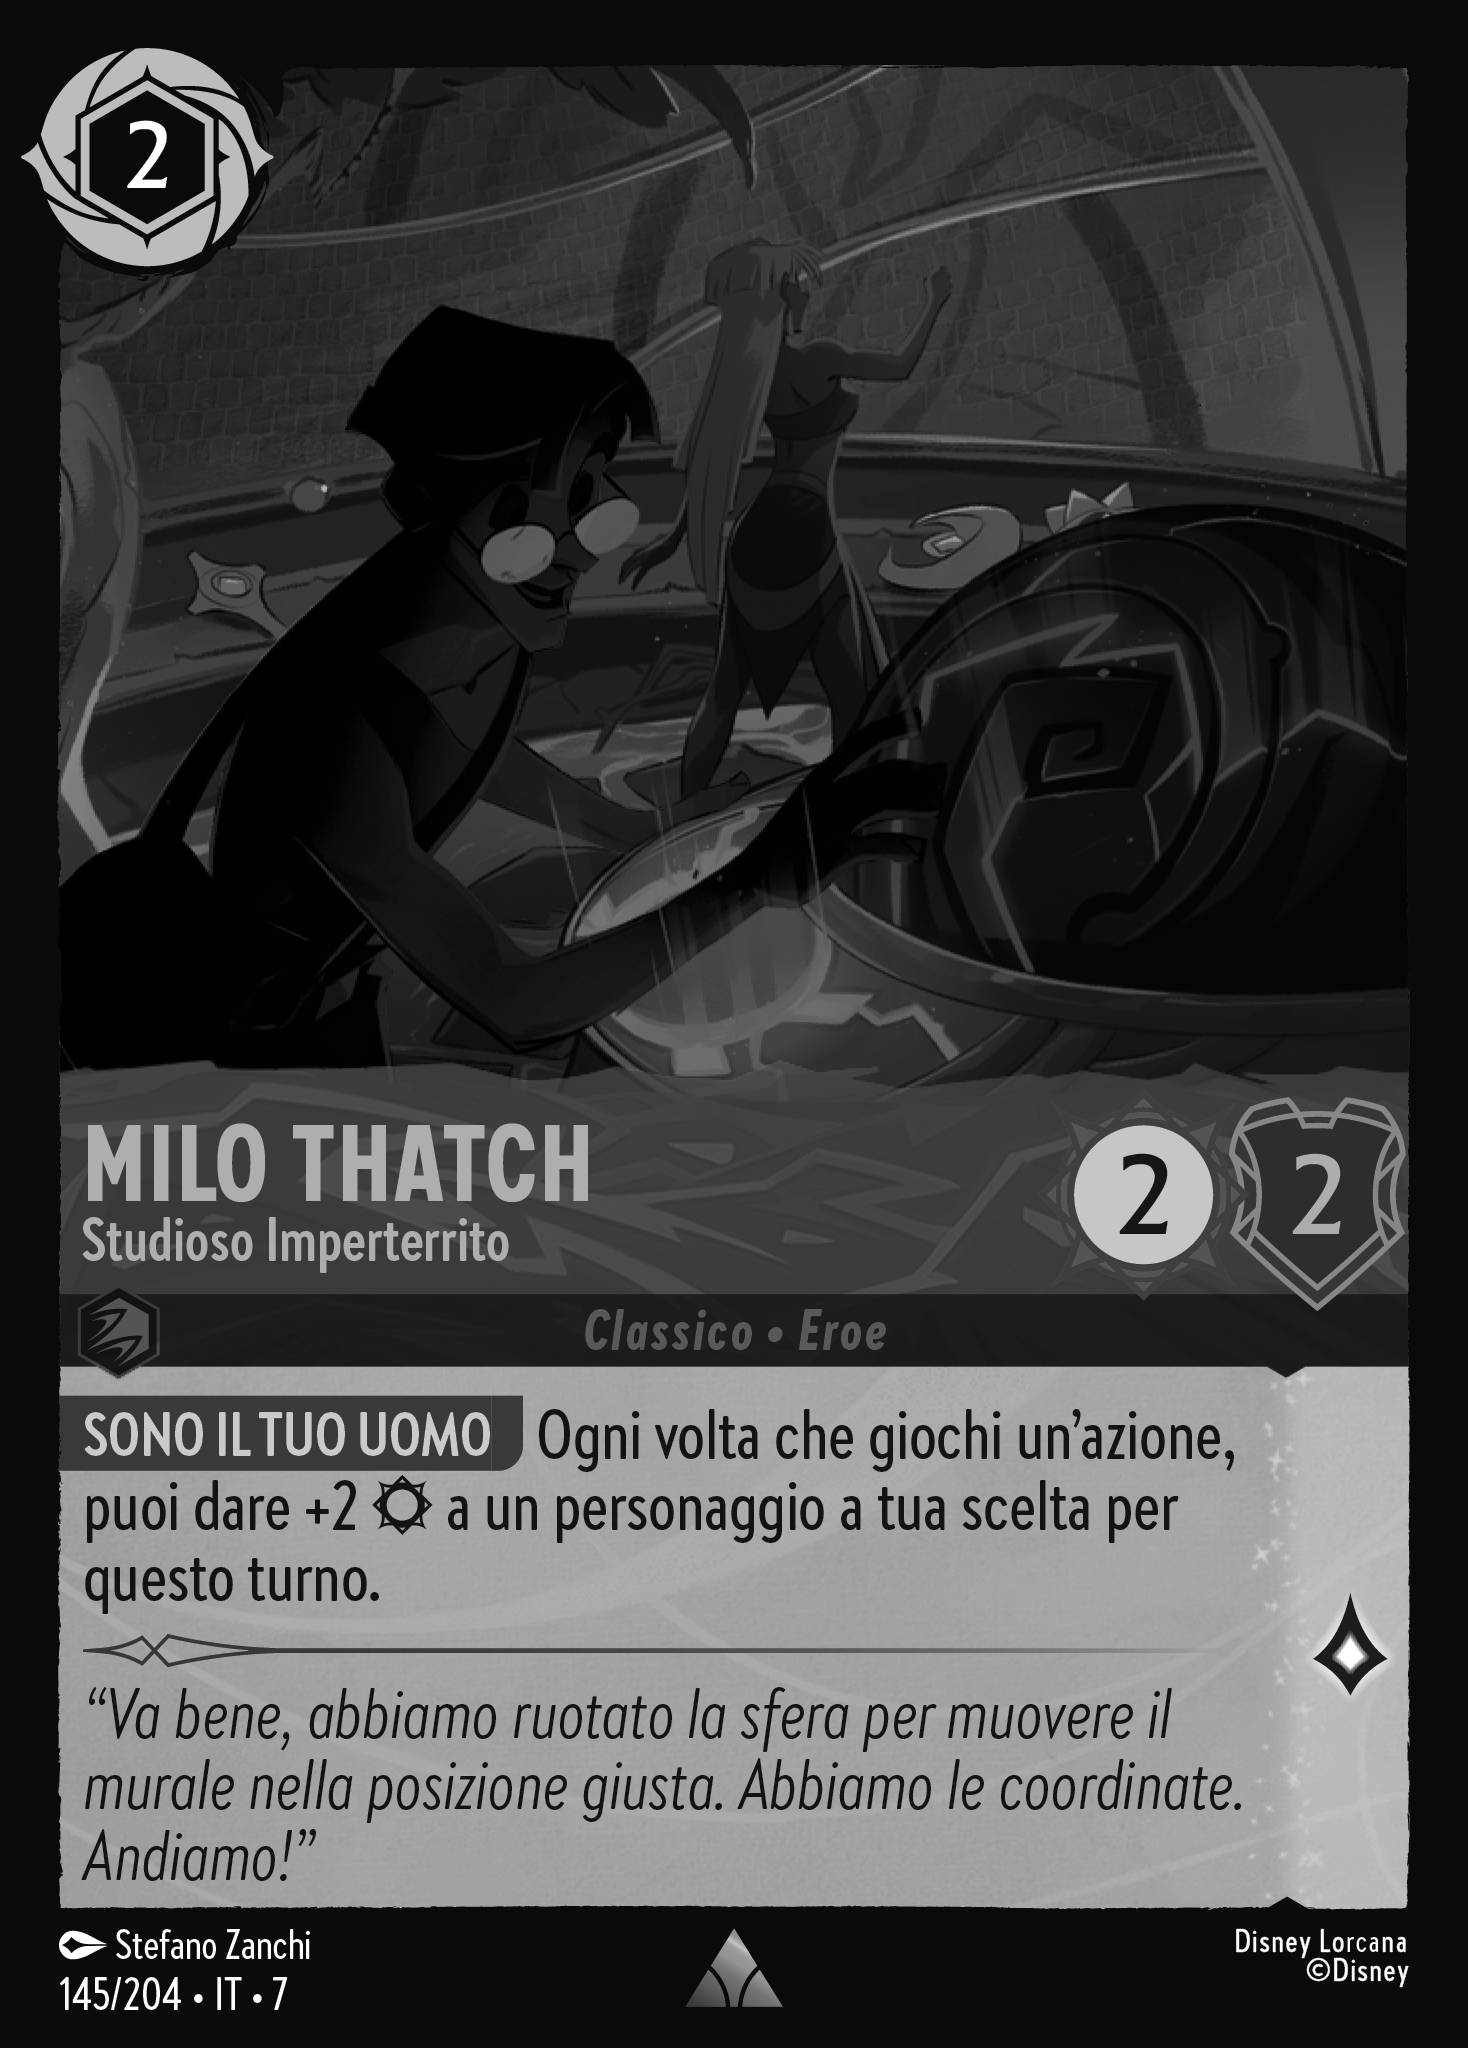 2
MILO THATCH
Studioso Imperterrito
2 2
Classico • Eroe
SONO IL TUO UOMO Ogni volta che giochi un’azione,
puoi dare +2 a un personaggio a tua scelta per
questo turno.
“Va bene, abbiamo ruotato la sfera per muovere il
murale nella posizione giusta. Abbiamo le coordinate.
Andiamo!”
Stefano Zanchi
145/204 • IT • 7
Disney Lorcana
©Disney